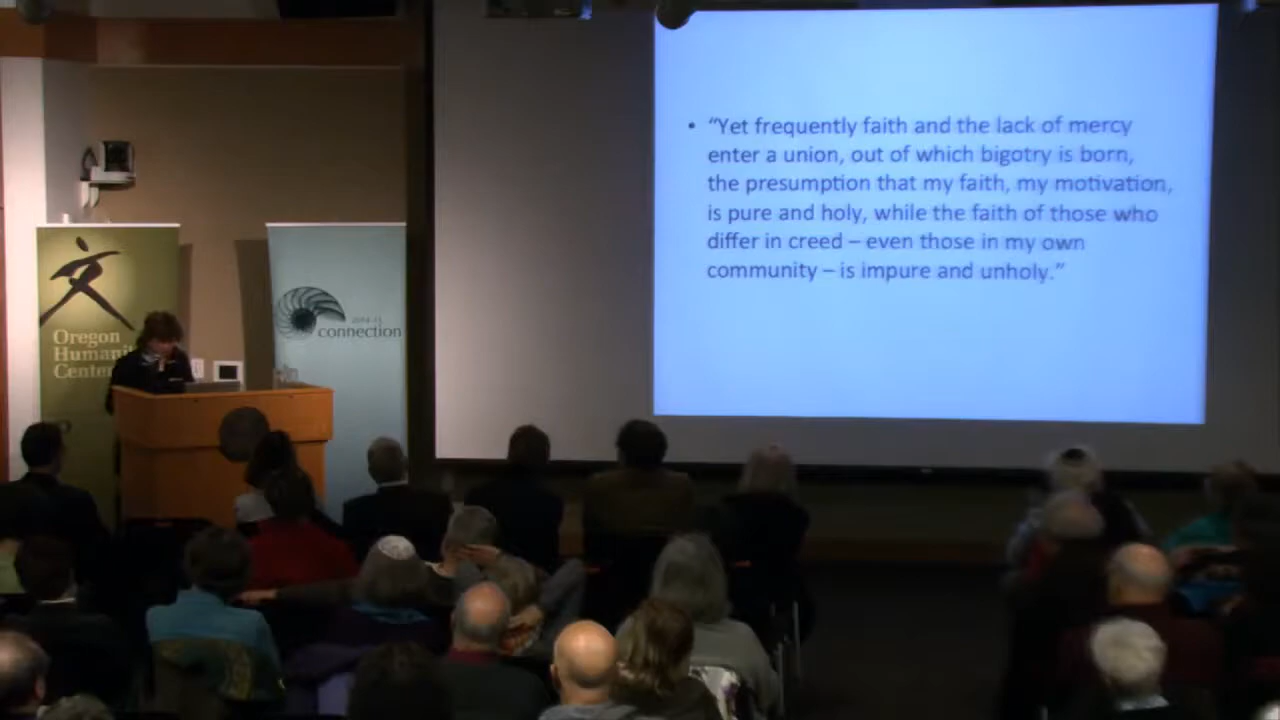 • “Yet frequently faith and the lack of mercy
enter a union, out of which bigotry is born,
the presumption that my faith, my motivation,
is pure and holy, while the faith of those who
differ in creed – even those in my own
community – is impure and unholy.”
Oregon
Humani
Center
connection